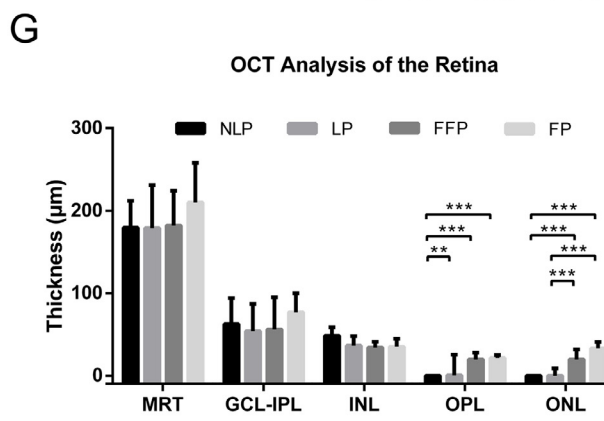 G
OCT Analysis of the Retina
NLP LP FFP FP
Thickness (µm)
300
200
100
0
*** ***
*** ***
** ***
***
MRT GCL-IPL INL OPL ONL